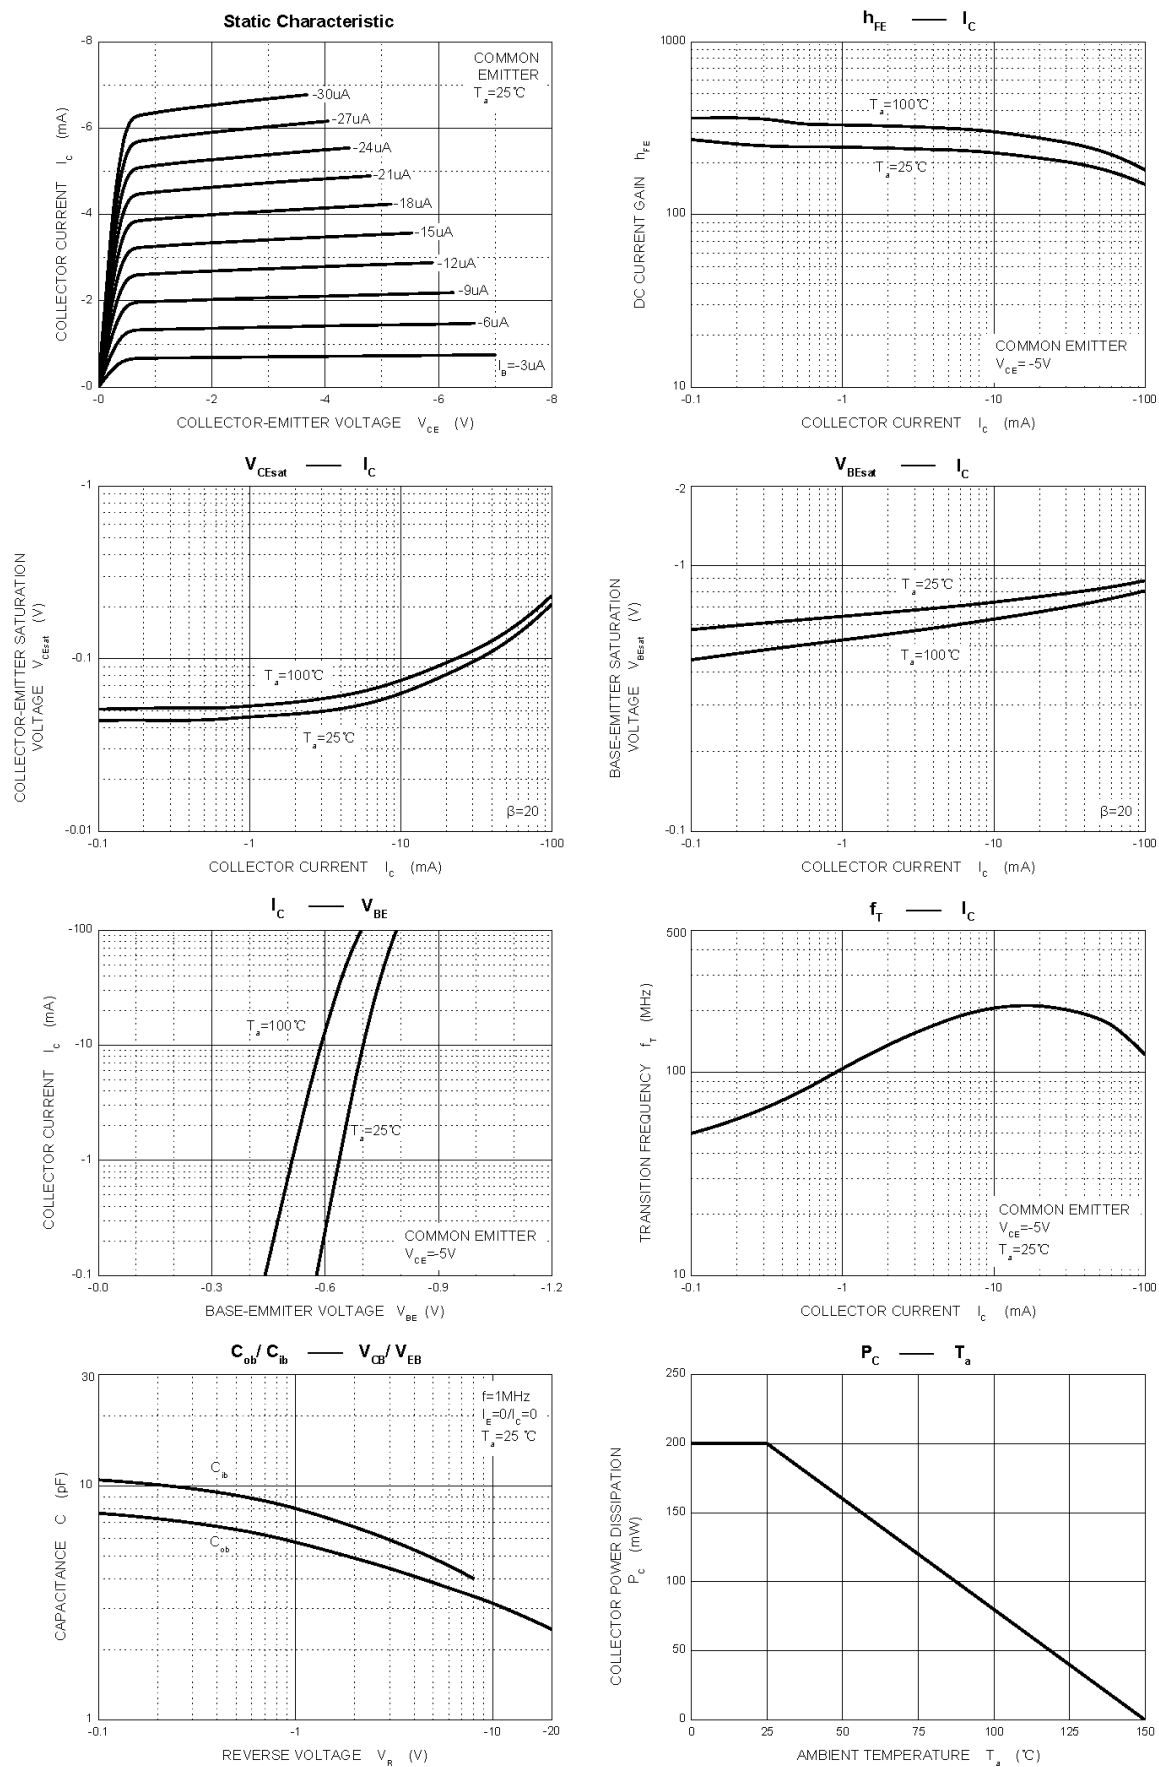 Static Characteristic
-8
-6
-4
-2
-0
COLLECTOR CURRENT I_C (mA)
COMMON
EMITTER
T_a=25℃
-30uA
-27uA
-24uA
-21uA
-18uA
-15uA
-12uA
-9uA
-6uA
I_B=-3uA
-0
-2
-4
-6
-8
COLLECTOR-EMITTER VOLTAGE V_CE (V)
h_FE — I_C
1000
100
10
DC CURRENT GAIN h_FE
T_a=100℃
T_a=25℃
COMMON EMITTER
V_CE=-5V
-0.1
-1
-10
-100
COLLECTOR CURRENT I_C (mA)
V_CEsat — I_C
-1
-0.1
-0.01
COLLECTOR-EMITTER SATURATION
VOLTAGE V_CEsat (V)
T_a=100℃
T_a=25℃
β=20
-0.1
-1
-10
-100
COLLECTOR CURRENT I_C (mA)
V_BEsat — I_C
-2
-1
-0.1
BASE-EMITTER SATURATION
VOLTAGE V_BEsat (V)
T_a=25℃
T_a=100℃
β=20
-0.1
-1
-10
-100
COLLECTOR CURRENT I_C (mA)
I_C — V_BE
-100
-10
-1
-0.1
COLLECTOR CURRENT I_C (mA)
T_a=100℃
T_a=25℃
COMMON EMITTER
V_CE=-5V
-0.0
-0.3
-0.6
-0.9
-1.2
BASE-EMMITER VOLTAGE V_BE (V)
f_T — I_C
500
100
10
TRANSITION FREQUENCY f_T (MHz)
COMMON EMITTER
V_CE=-5V
T_a=25℃
-0.1
-1
-10
-100
COLLECTOR CURRENT I_C (mA)
C_ob/ C_ib — V_CB/ V_EB
30
10
1
CAPACITANCE C (pF)
f=1MHz
I_E=0/I_C=0
T_a=25℃
C_ib
C_ob
-0.1
-1
-10
-20
REVERSE VOLTAGE V_R (V)
P_C — T_a
250
200
150
100
50
0
COLLECTOR POWER DISSIPATION
P_C (mW)
0
25
50
75
100
125
150
AMBIENT TEMPERATURE T_a (℃)